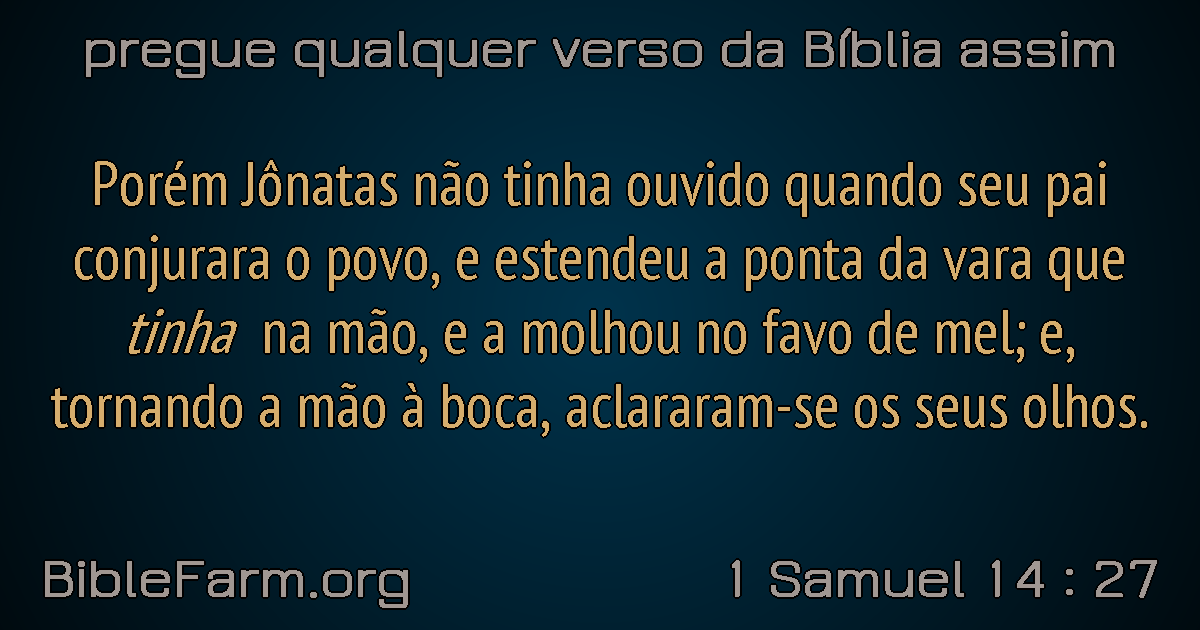 pregue qualquer verso da Bíblia assim
Porém Jônatas não tinha ouvido quando seu pai
conjurara o povo, e estendeu a ponta da vara que
tinha na mão, e a molhou no favo de mel; e,
tornando a mão à boca, aclararam-se os seus olhos.
BibleFarm.org
1 Samuel 14 : 27